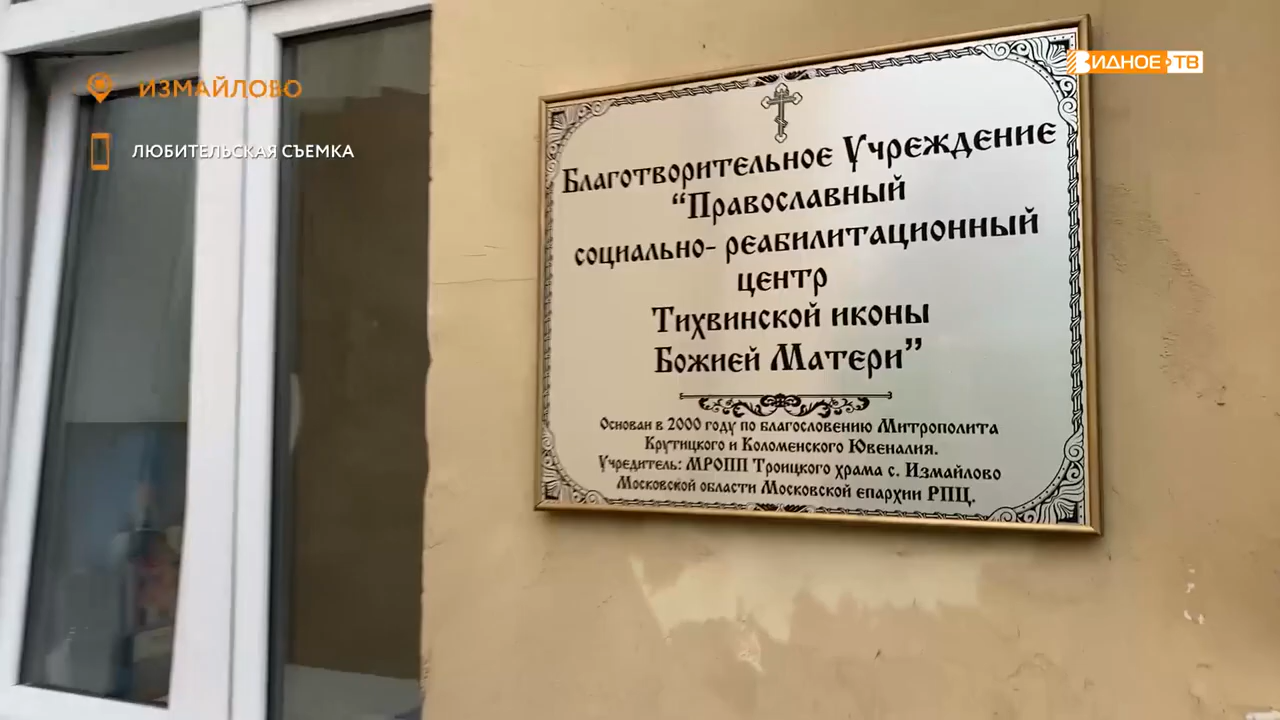 ИЗМАЙЛОВО
ЛЮБИТЕЛЬСКАЯ СЪЕМКА
ВИДНОЕ ТВ
Благотворительное Учреждение
“Православный
социально- реабилитационный
центр
Тихвинской иконы
Божией Матери”
Основан в 2000 году по благословению Митрополита
Крутицкого и Коломенского Ювеналия.
Учредитель: МРОПП Троицкого храма с. Измайлово
Московской области Московской епархии РПЦ.